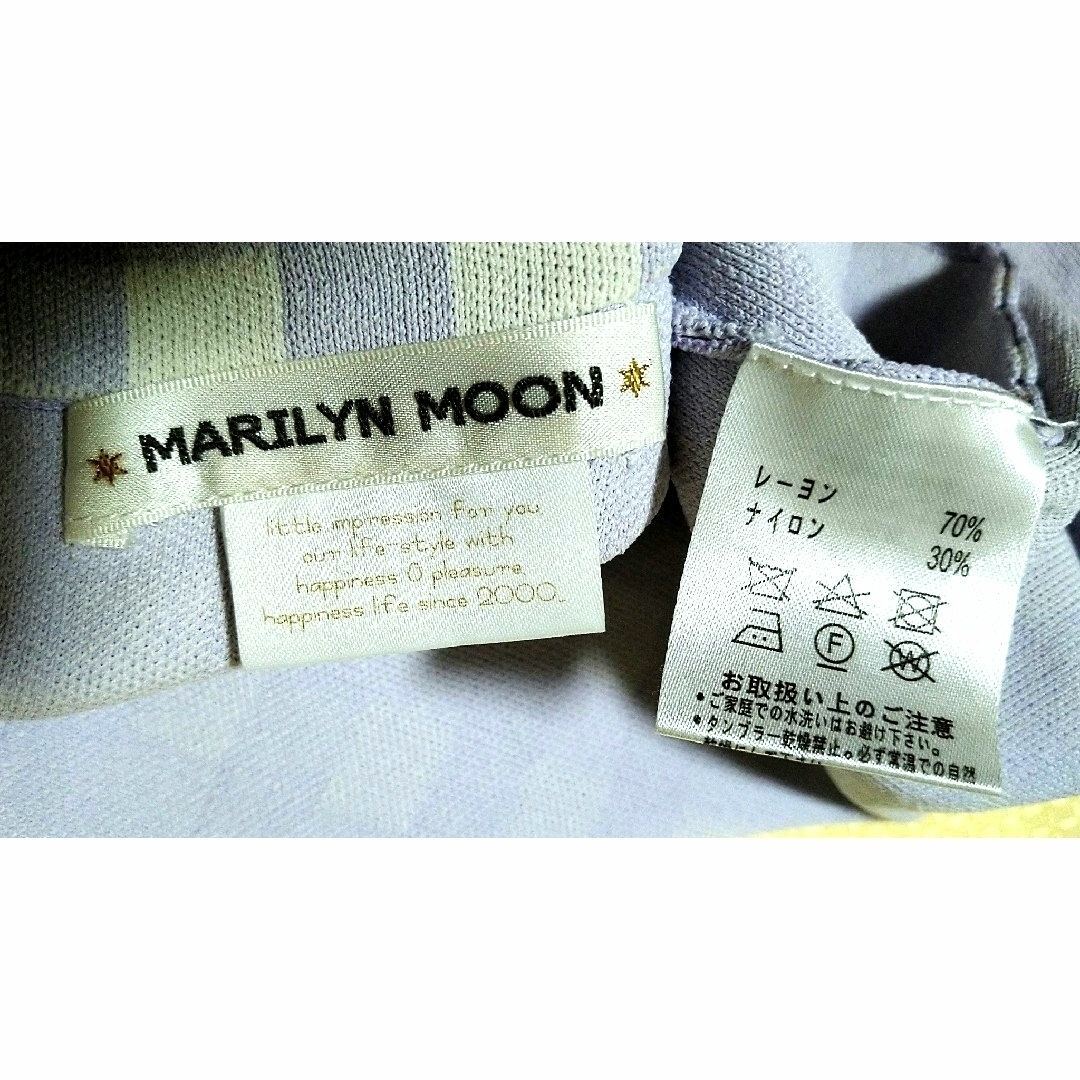 MARILYN MOON
little impression for you
our life-style with
happiness & pleasure
happiness life since 2000...
レーヨン 70%
ナイロン 30%
F
W
お取扱い上のご注意
●ご家庭での水洗いはお避け下さい。
●タンブラー乾燥禁止。必ず常温での自然